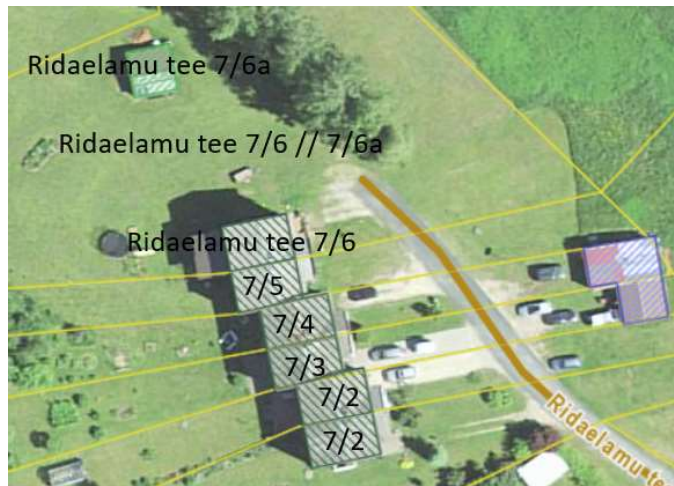 Ridaelamu tee 7/6a
Ridaelamu tee 7/6 // 7/6a
Ridaelamu tee 7/6
7/5
7/4
7/3
7/2
7/2
Ridaelamu te